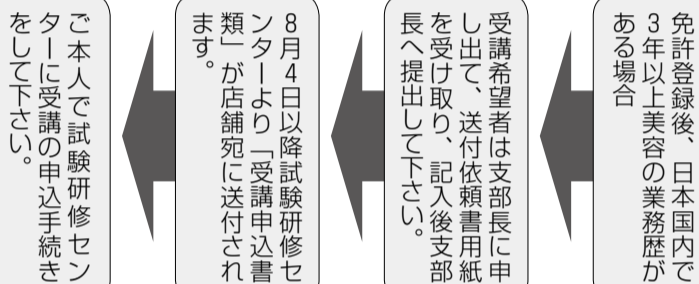 免許登録後、日本国内で
3年以上美容の業務歴が
ある場合
受講希望者は支部長に申
し出て、送付依頼書用紙
を受け取り、記入後支部
長へ提出して下さい。
8月4日以降試験研修セ
ンターより「受講申込書
類」が店舗宛に送付され
ます。
ご本人で試験研修セン
ターに受講の申込手続き
をして下さい。